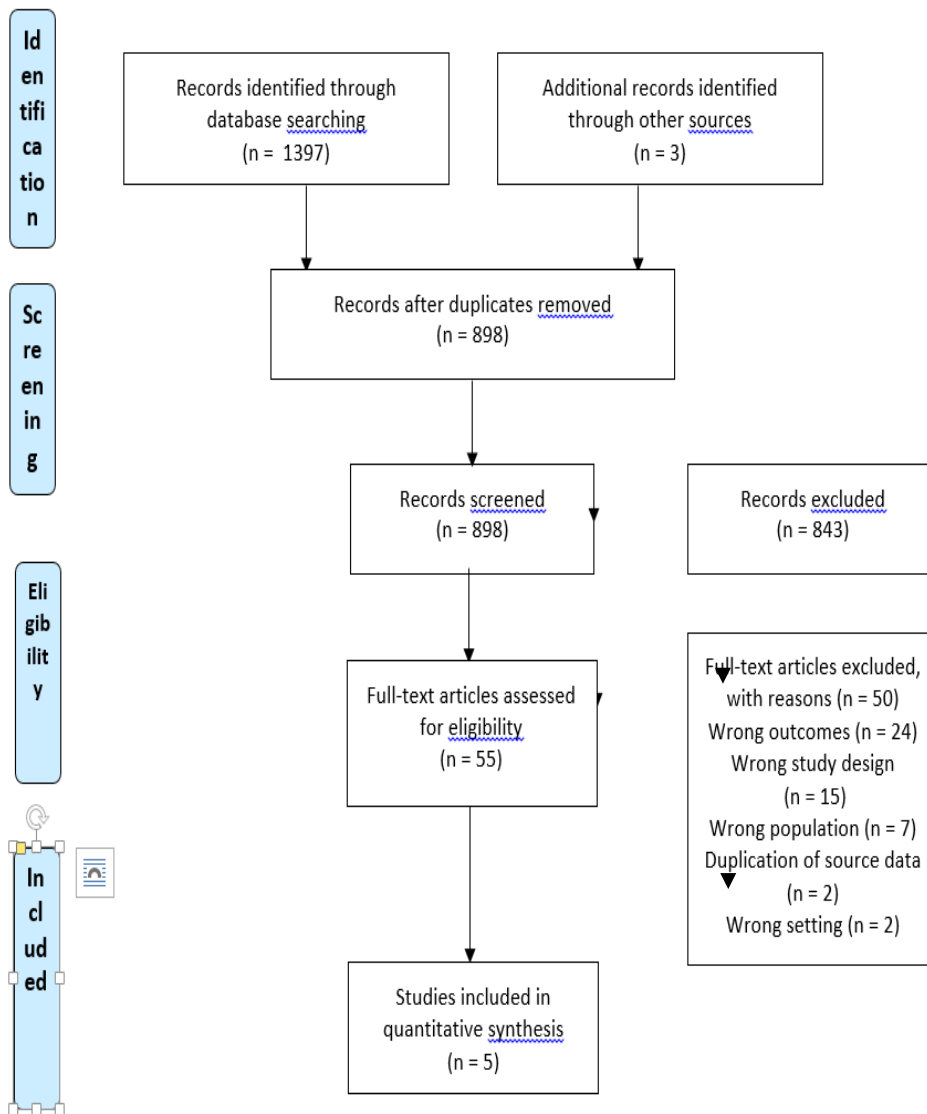 Id
en
tifi
ca
tio
n
Records identified through
database searching
(n =  1397)
Additional records identified
through other sources
(n = 3)
Sc
re
en
in
g
Records after duplicates removed
(n = 898)
Records screened
(n = 898)
Records excluded
(n = 843)
Eli
gib
ilit
y
Full-text articles assessed
for eligibility
(n = 55)
Full-text articles excluded,
with reasons (n = 50)
Wrong outcomes (n = 24)
Wrong study design
(n = 15)
Wrong population (n = 7)
Duplication of source data
(n = 2)
Wrong setting (n = 2)
In
cl
ud
ed
Studies included in
quantitative synthesis
(n = 5)